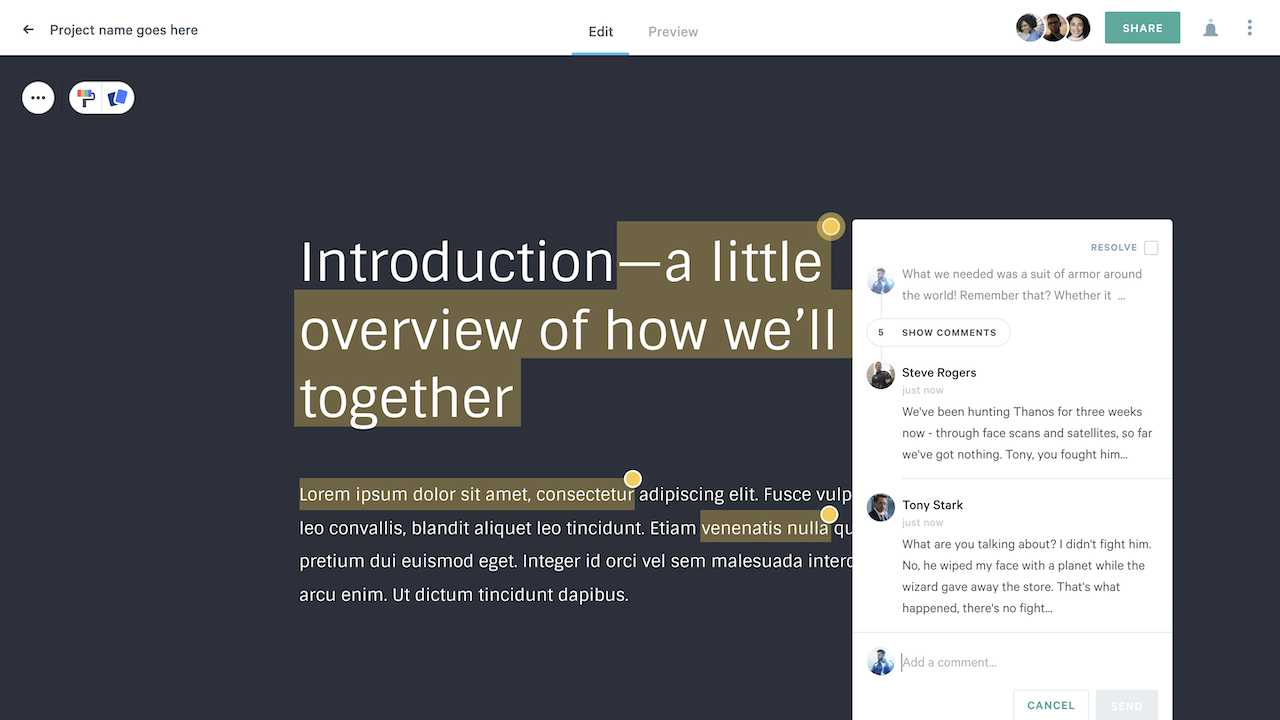 Project name goes here
Edit
Preview
SHARE
Introduction—a little
overview of how we’ll
together
Lorem ipsum dolor sit amet, consectetur adipiscing elit. Fusce vulp
leo convallis, blandit aliquet leo tincidunt. Etiam venenatis nulla qu
pretium dui euismod eget. Integer id orci vel sem malesuada interd
arcu enim. Ut dictum tincidunt dapibus.
RESOLVE
What we needed was a suit of armor around
the world! Remember that? Whether it ...
5 SHOW COMMENTS
Steve Rogers
just now
We've been hunting Thanos for three weeks
now - through face scans and satellites, so far
we've got nothing. Tony, you fought him...
Tony Stark
just now
What are you talking about? I didn't fight him.
No, he wiped my face with a planet while the
wizard gave away the store. That's what
happened, there's no fight...
Add a comment...
CANCEL
SEND